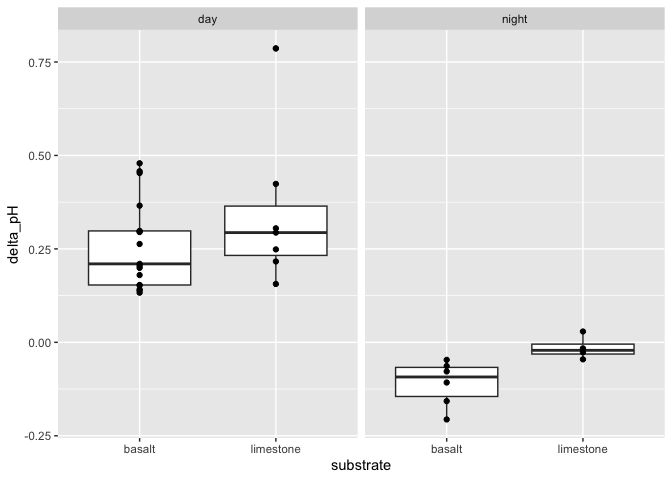 day night
0.75
0.50
0.25
0.00
-0.25
delta_pH
basalt limestone basalt limestone
substrate